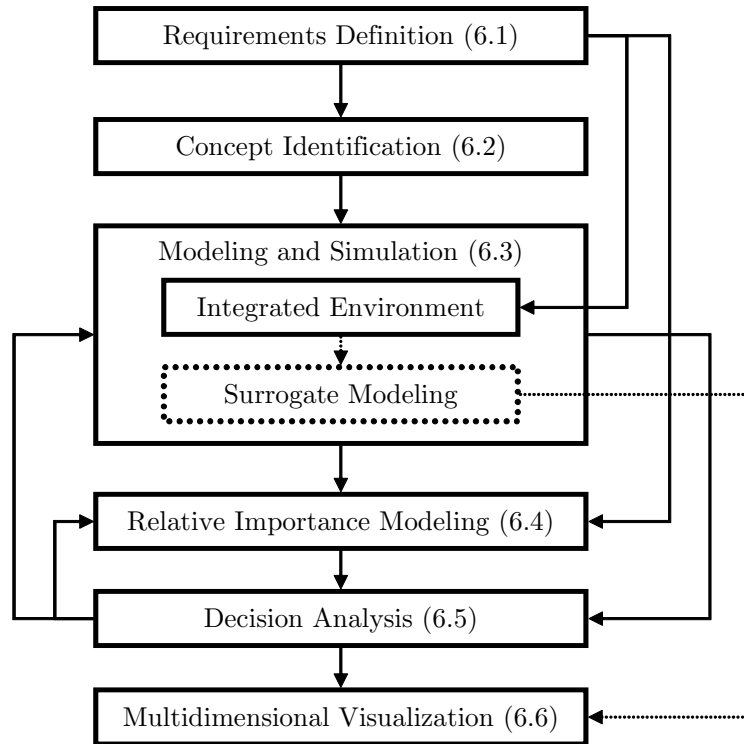 Requirements Definition (6.1)
Concept Identification (6.2)
Modeling and Simulation (6.3)
Integrated Environment
Surrogate Modeling
Relative Importance Modeling (6.4)
Decision Analysis (6.5)
Multidimensional Visualization (6.6)